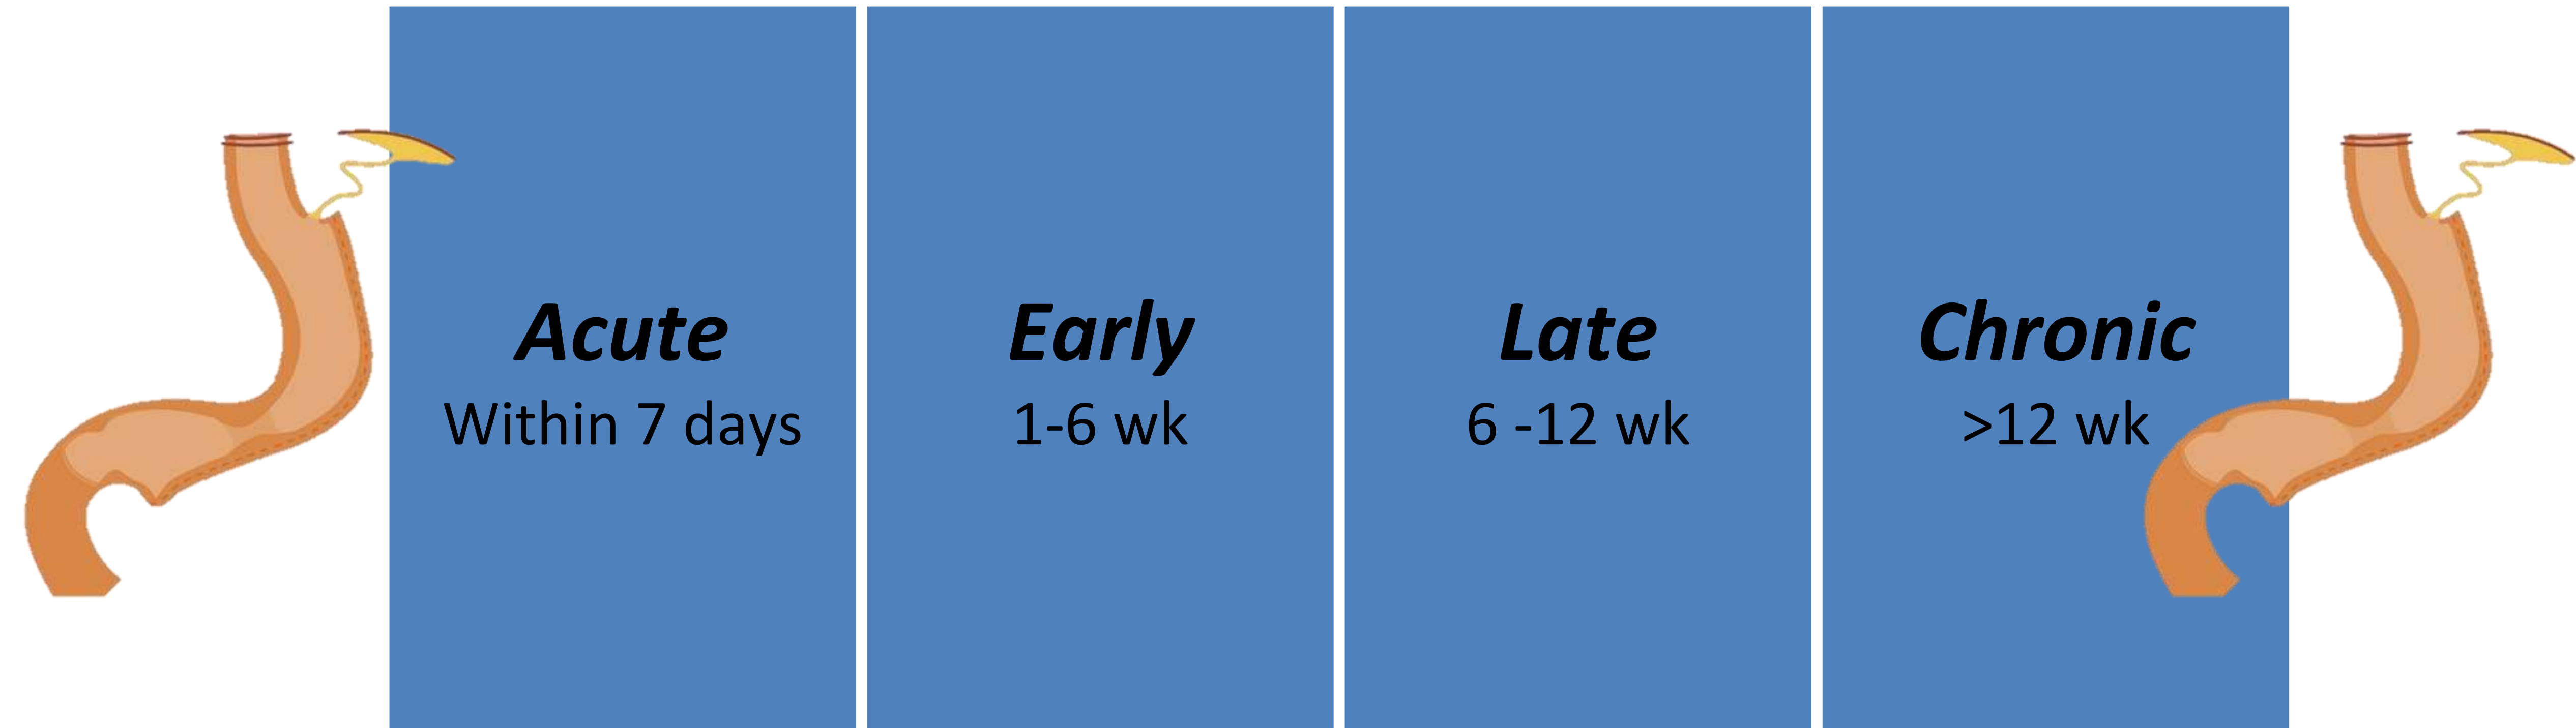 Acute
Within 7 days
Early
1-6 wk
Late
6 -12 wk
Chronic
>12 wk